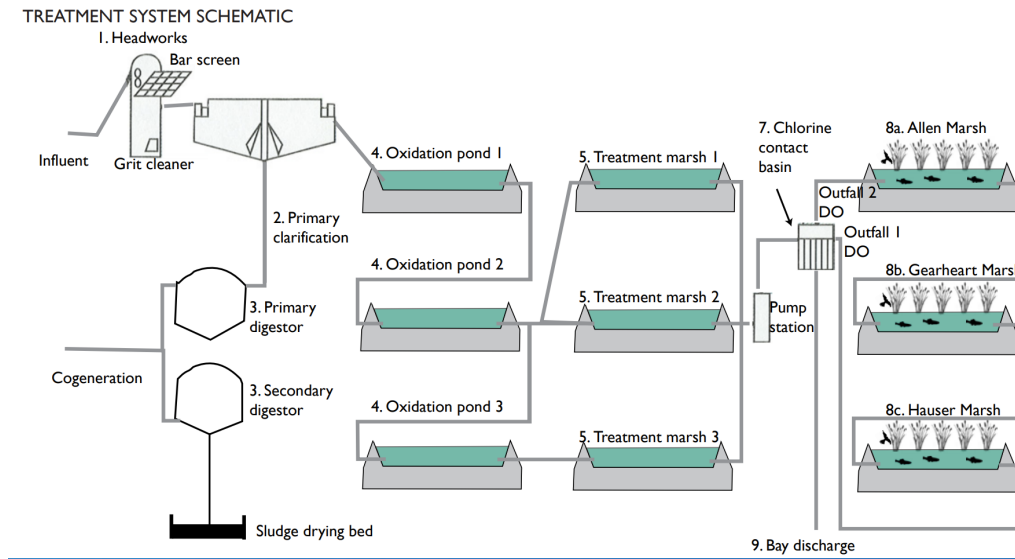 TREATMENT SYSTEM SCHEMATIC
1. Headworks
Bar screen
Influent
Grit cleaner
2. Primary
clarification
3. Primary
digestor
Cogeneration
3. Secondary
digestor
Sludge drying bed
4. Oxidation pond 1
4. Oxidation pond 2
4. Oxidation pond 3
5. Treatment marsh 1
5. Treatment marsh 2
5. Treatment marsh 3
Pump
station
7. Chlorine
contact
basin
Outfall 2
DO
Outfall 1
DO
8a. Allen Marsh
8b. Gearheart Mars
8c. Hauser Marsh
9. Bay discharge